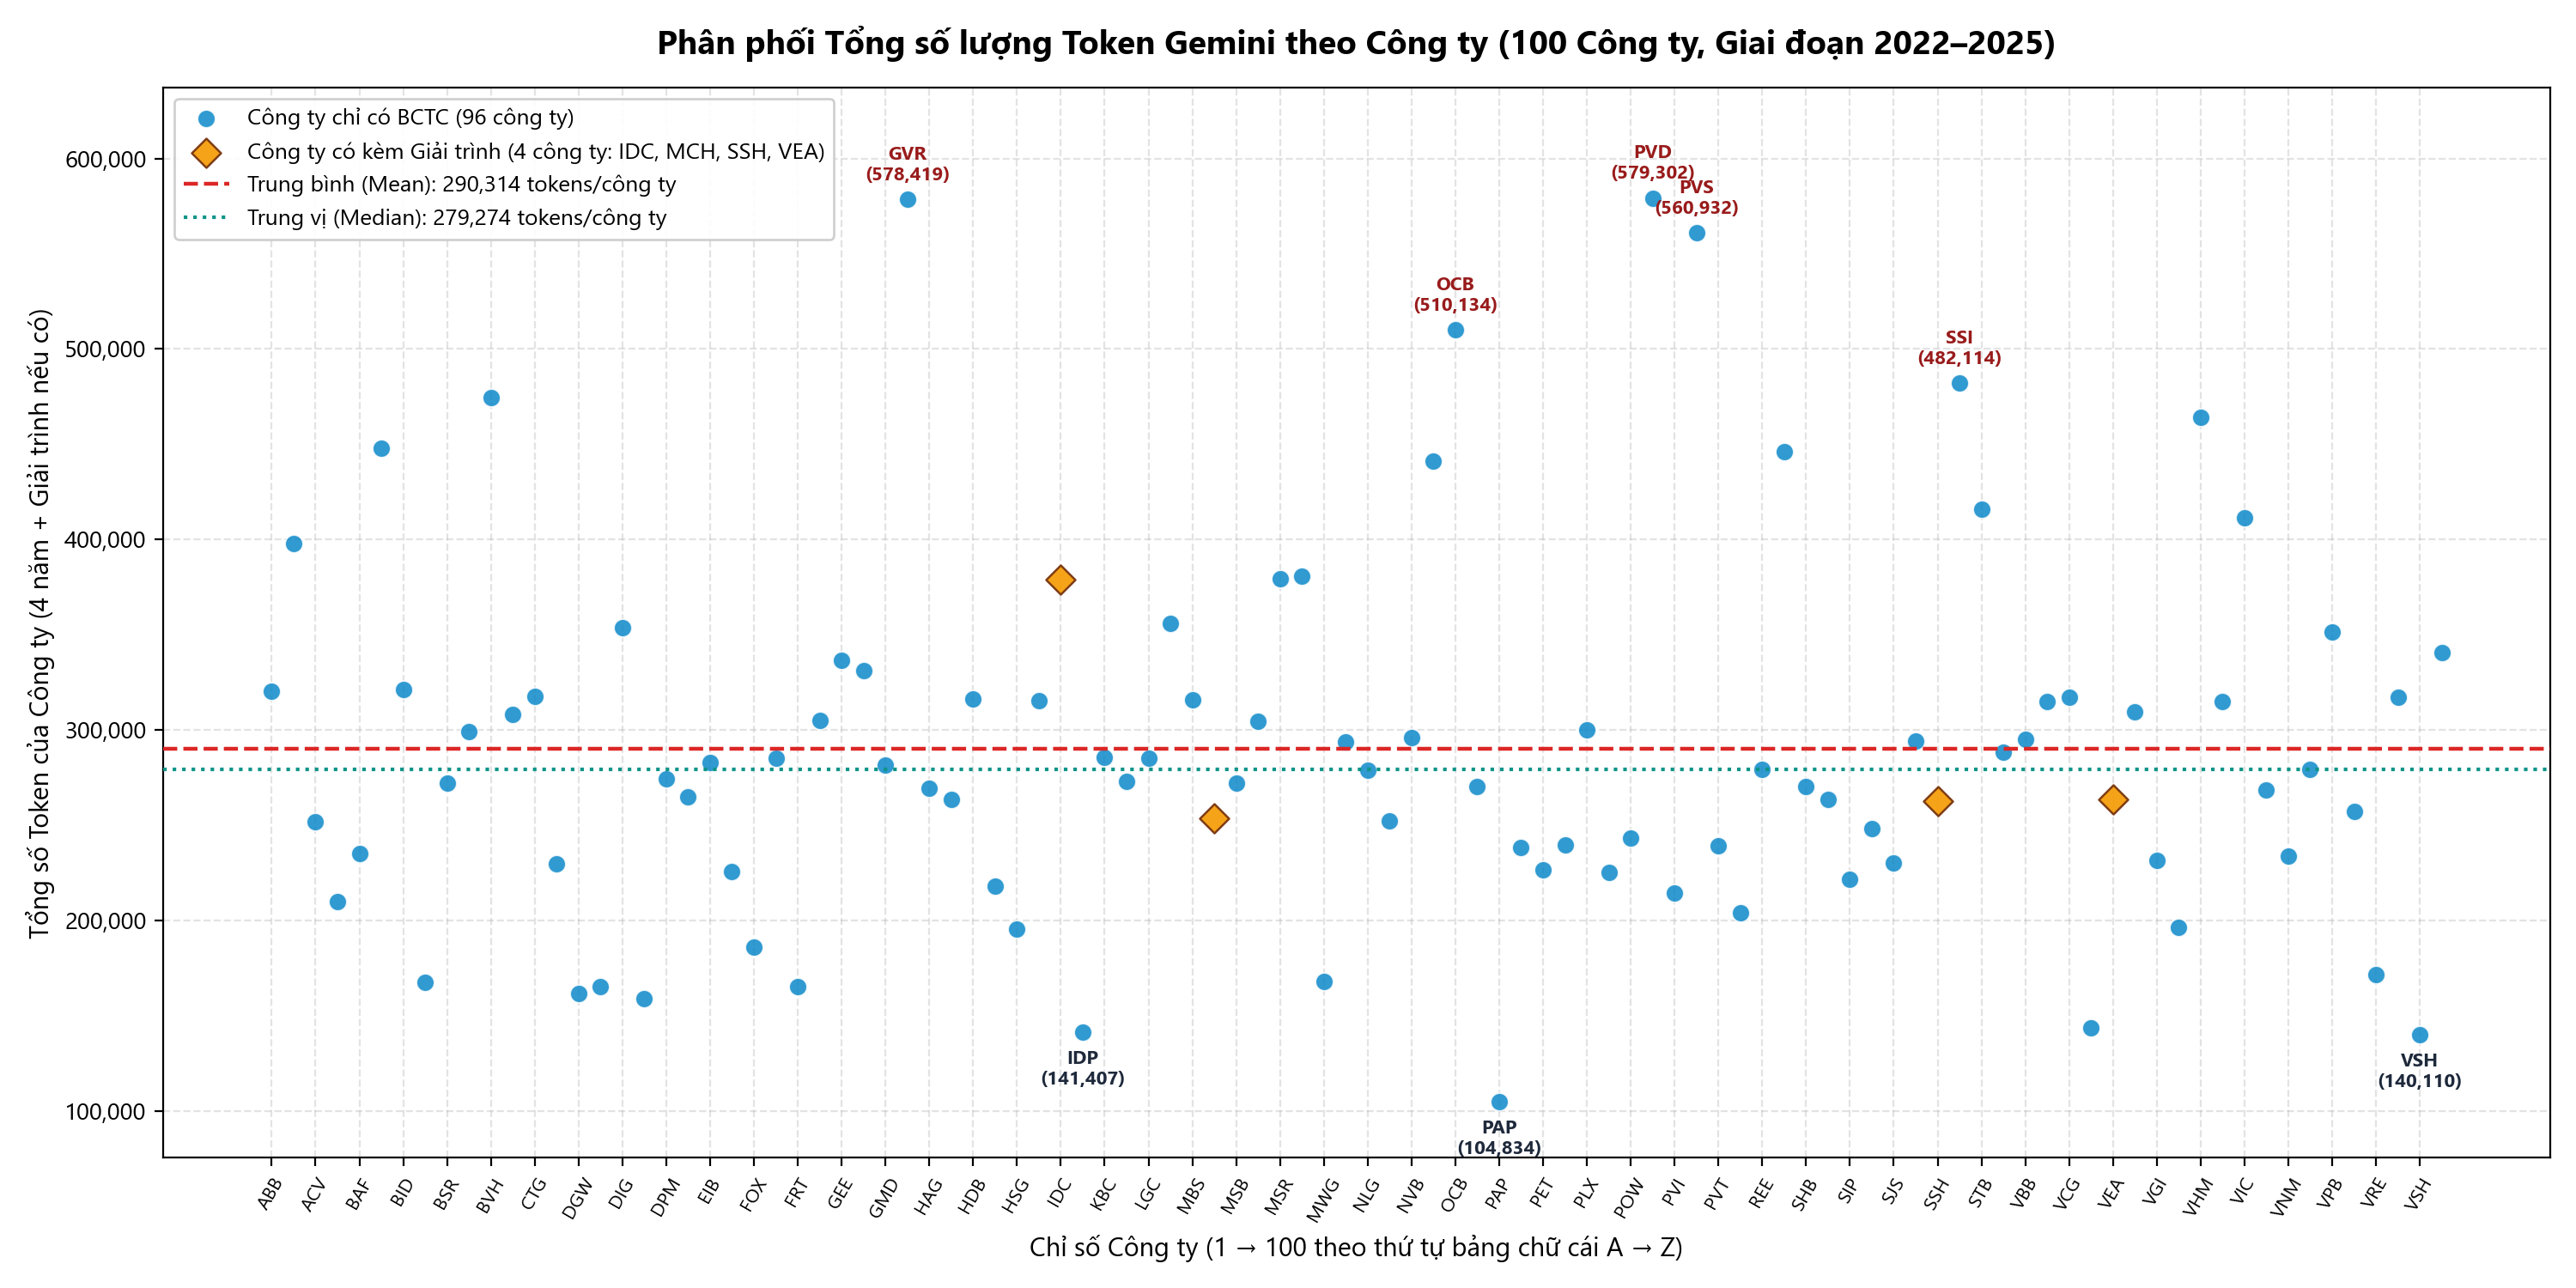 Phân phối Tổng số lượng Token Gemini theo Công ty (100 Công ty, Giai đoạn 2022–2025)
Công ty chỉ có BCTC (96 công ty)
Công ty có kèm Giải trình (4 công ty: IDC, MCH, SSH, VEA)
Trung bình (Mean): 290,314 tokens/công ty
Trung vị (Median): 279,274 tokens/công ty
Tổng số Token của Công ty (4 năm + Giải trình nếu có)
600,000
500,000
400,000
300,000
200,000
100,000
GVR
(578,419)
PVD
(579,302)
PVS
(560,932)
OCB
(510,134)
SSI
(482,114)
IDP
(141,407)
PAP
(104,834)
VSH
(140,110)
ABB
ACV
BAF
BID
BSR
BVH
CTG
DGW
DIG
DPM
EIB
FOX
FRT
GEE
GMD
HAG
HDB
HSG
IDC
KBC
LGC
MBS
MSB
MSR
MWG
NLG
NVB
OCB
PAP
PET
PLX
POW
PVI
PVT
REE
SHB
SIP
SJS
SSH
STB
VBB
VCG
VEA
VGI
VHM
VIC
VNM
VPB
VRE
VSH
Chỉ số Công ty (1 → 100 theo thứ tự bảng chữ cái A → Z)